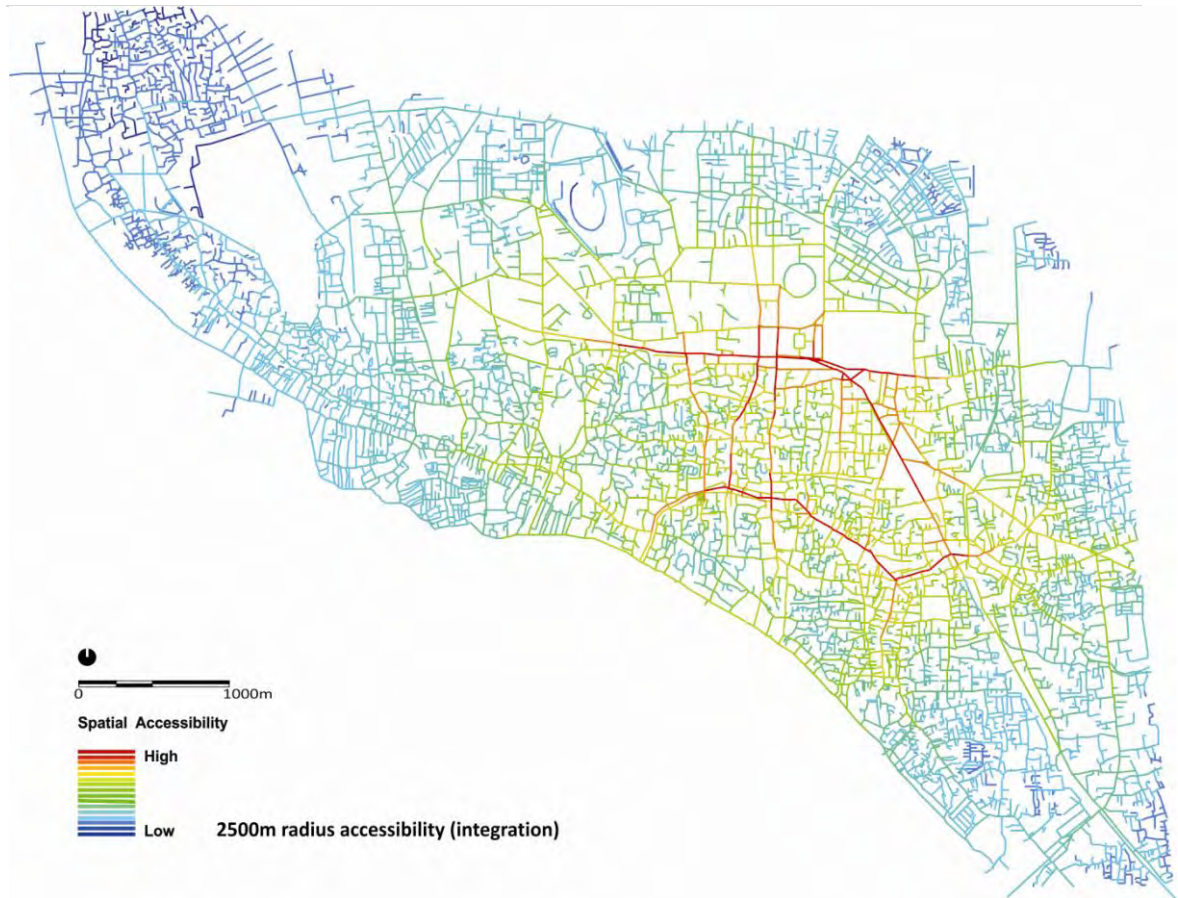 0 1000m
Spatial Accessibility
High
Low
2500m radius accessibility (integration)